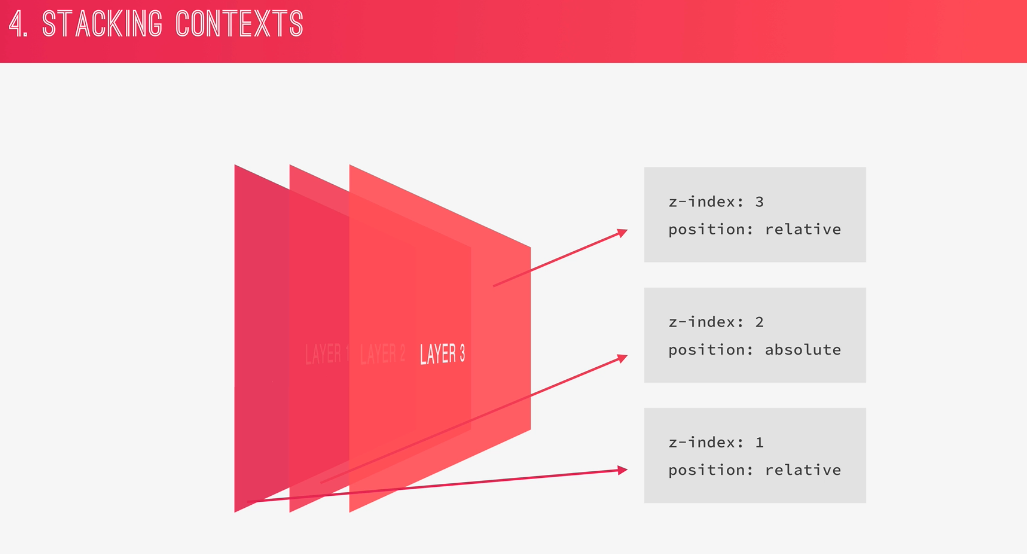 4. STACKING CONTEXTS
LAYER 1
LAYER 2
LAYER 3
z-index: 3
position: relative
z-index: 2
position: absolute
z-index: 1
position: relative